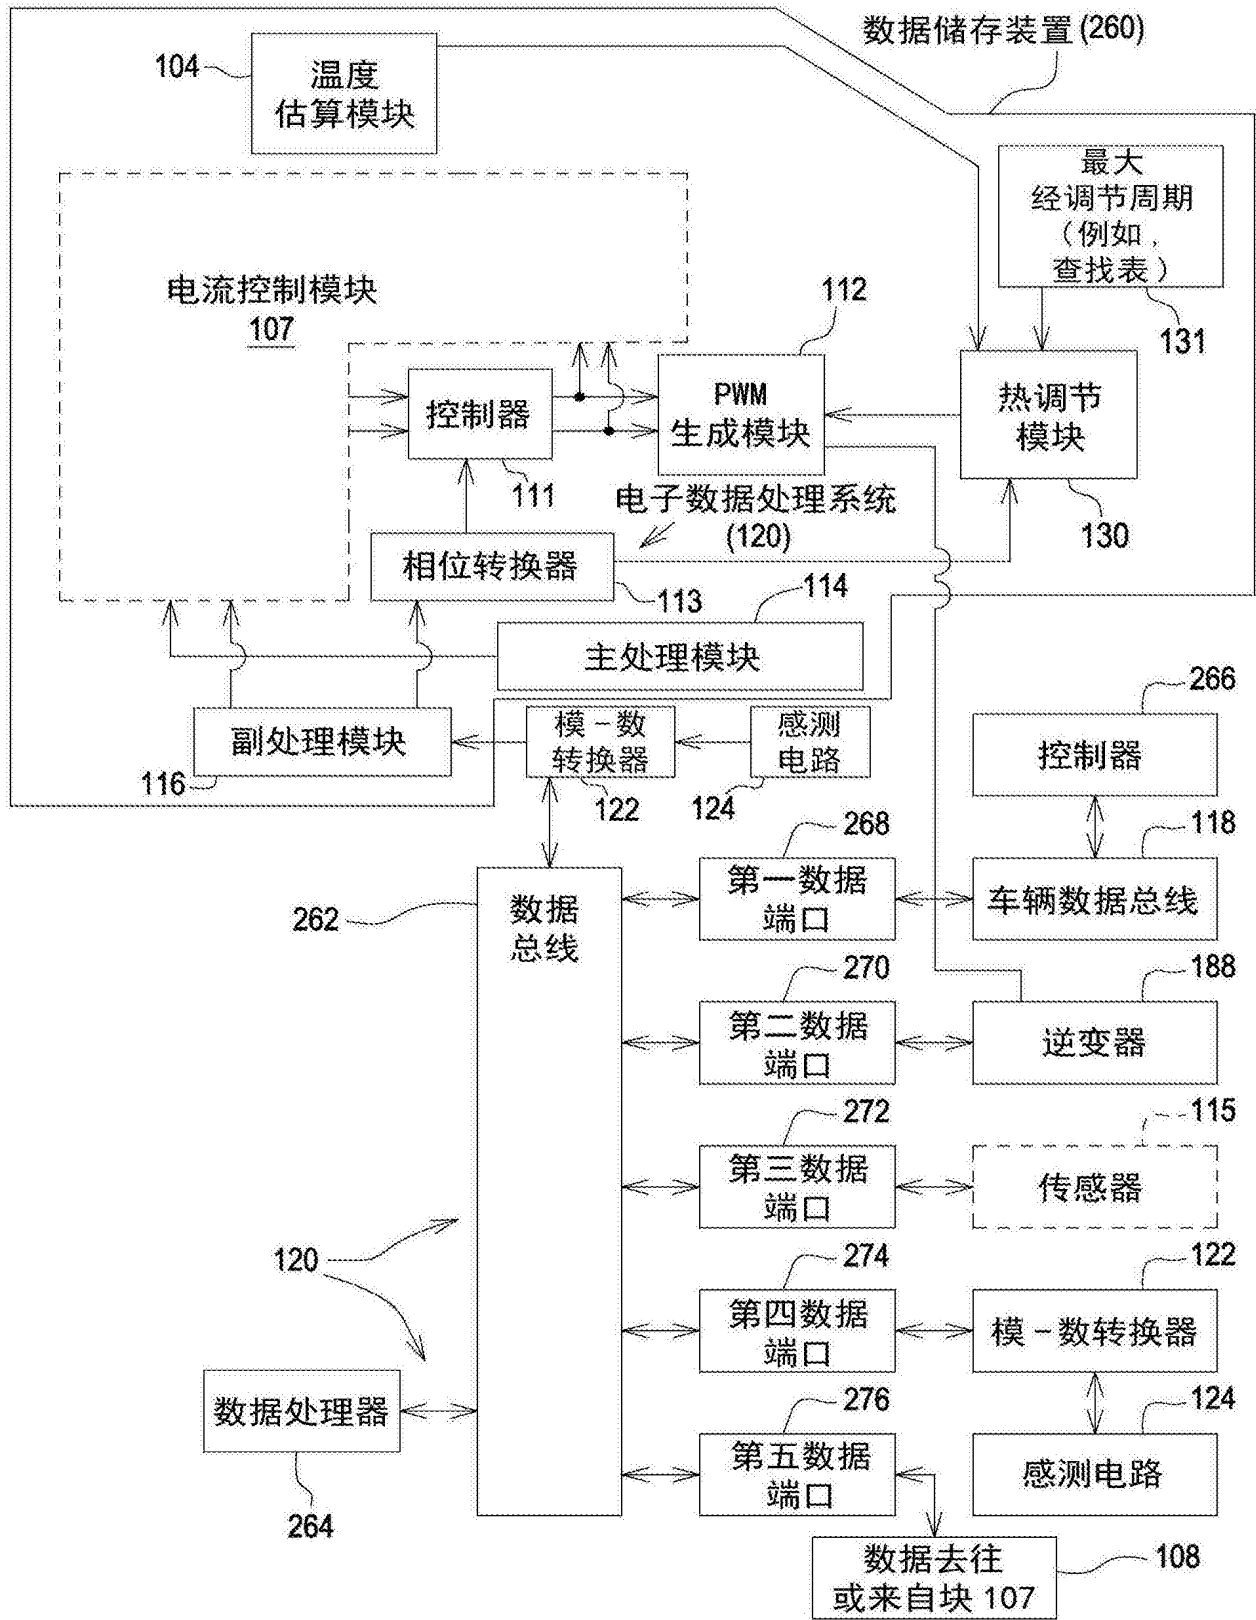 数据储存装置(260)
104
温度
估算模块
最大
经调节周期
(例如,
查找表)
131
电流控制模块
107
112
控制器
111
PWM
生成模块
热调节
模块
130
电子数据处理系统
(120)
相位转换器
113
114
主处理模块
副处理模块
116
模-数
转换器
122
感测
电路
124
266
控制器
262
数据
总线
268
第一数据
端口
118
车辆数据总线
270
第二数据
端口
188
逆变器
272
第三数据
端口
115
传感器
120
274
第四数据
端口
122
模-数转换器
数据处理器
264
276
第五数据
端口
124
感测电路
数据去往
或来自块 107
108